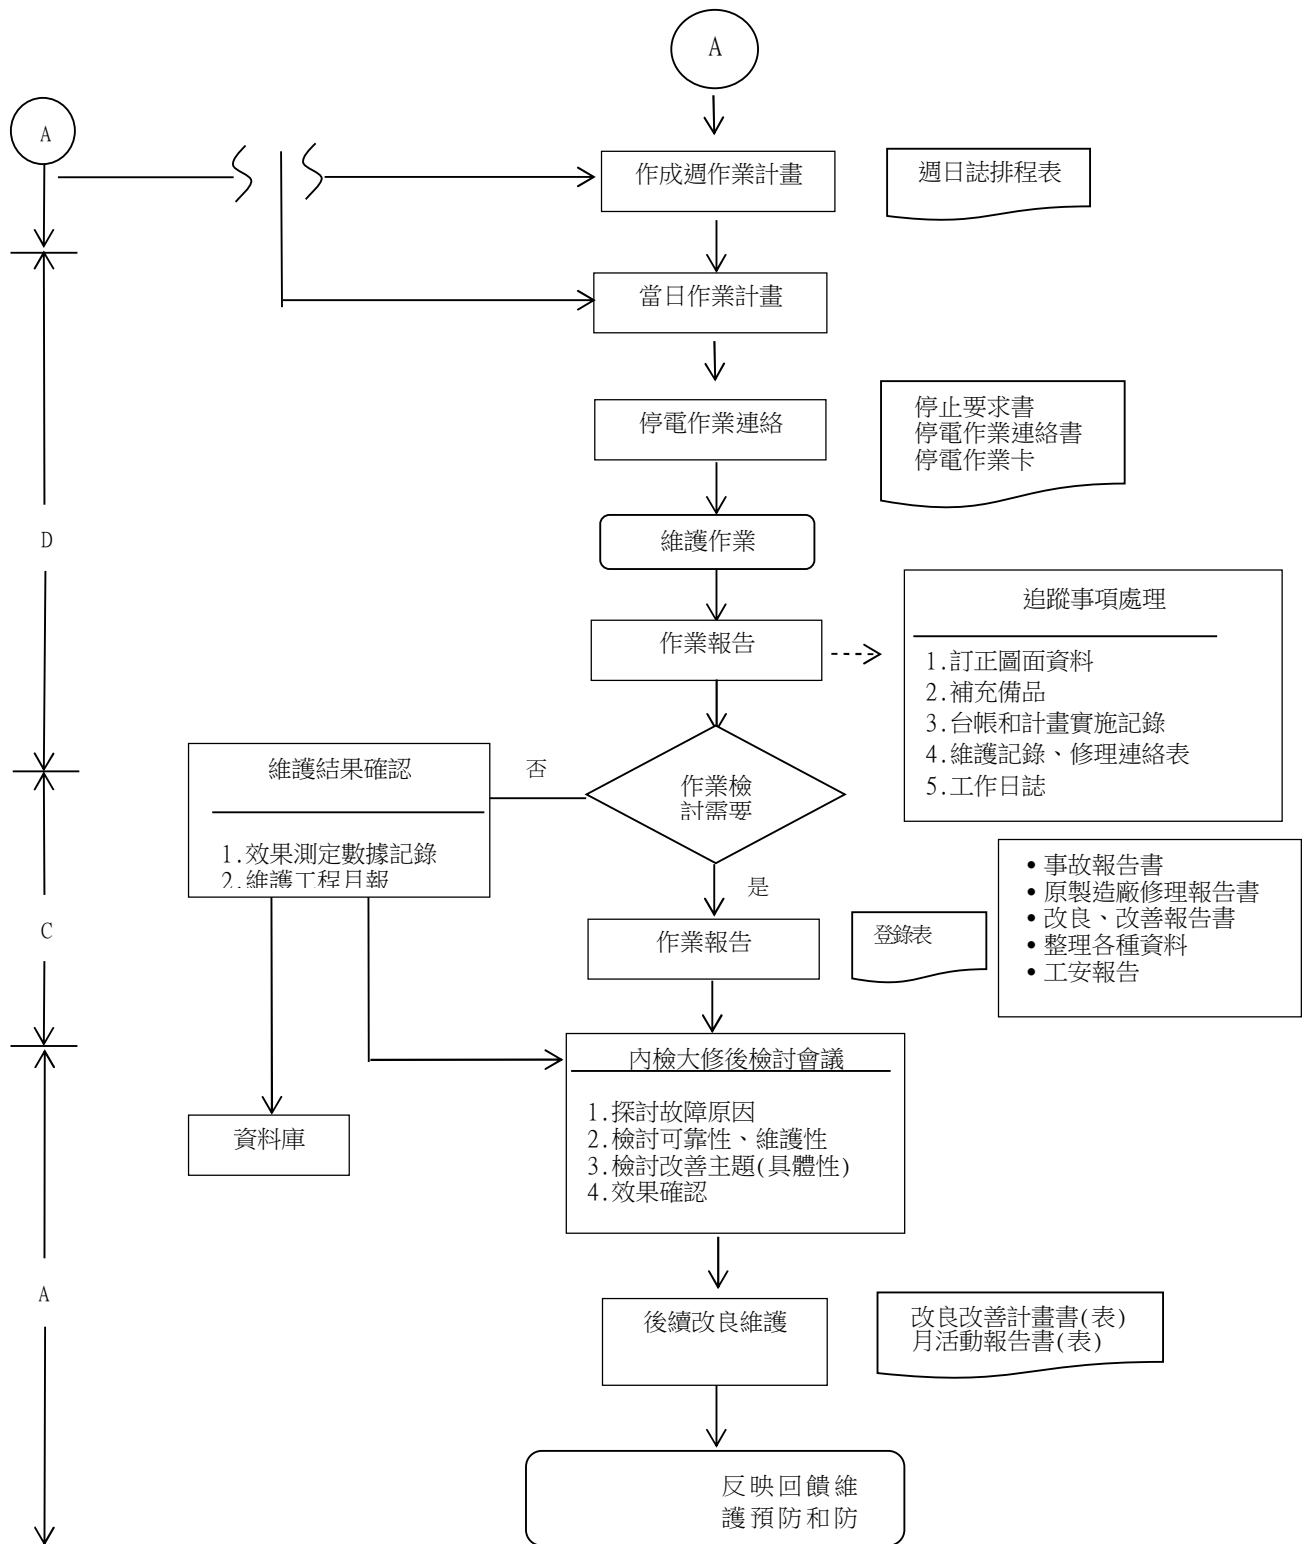 A
A
作成週作業計畫
週日誌排程表
當日作業計畫
停電作業連絡
停止要求書
停電作業連絡書
停電作業卡
D
維護作業
作業報告
追蹤事項處理
1.訂正圖面資料
2.補充備品
3.台帳和計畫實施記錄
4.維護記錄、修理連絡表
5.工作日誌
維護結果確認
1.效果測定數據記錄
2.維護工程月報
否
作業檢
討需要
是
C
作業報告
登錄表
•事故報告書
•原製造廠修理報告書
•改良、改善報告書
•整理各種資料
•工安報告
內檢大修後檢討會議
1.探討故障原因
2.檢討可靠性、維護性
3.檢討改善主題(具體性)
4.效果確認
資料庫
A
後續改良維護
改良改善計畫書(表)
月活動報告書(表)
反映回饋維
護預防和防